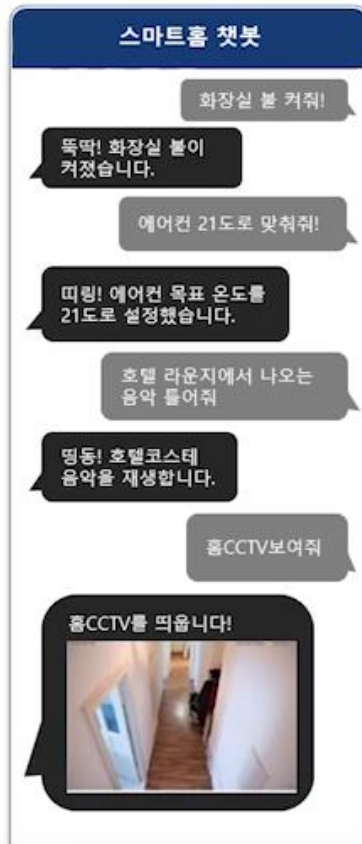 스마트홈 챗봇
화장실 불 켜줘!
뚝딱! 화장실 불이
켜졌습니다.
에어컨 21도로 맞춰줘!
띠링! 에어컨 목표 온도를
21도로 설정했습니다.
호텔 라운지에서 나오는
음악 틀어줘
띵동! 호텔코스테
음악을 재생합니다.
홈CCTV보여줘
홈CCTV를 띄웁니다!